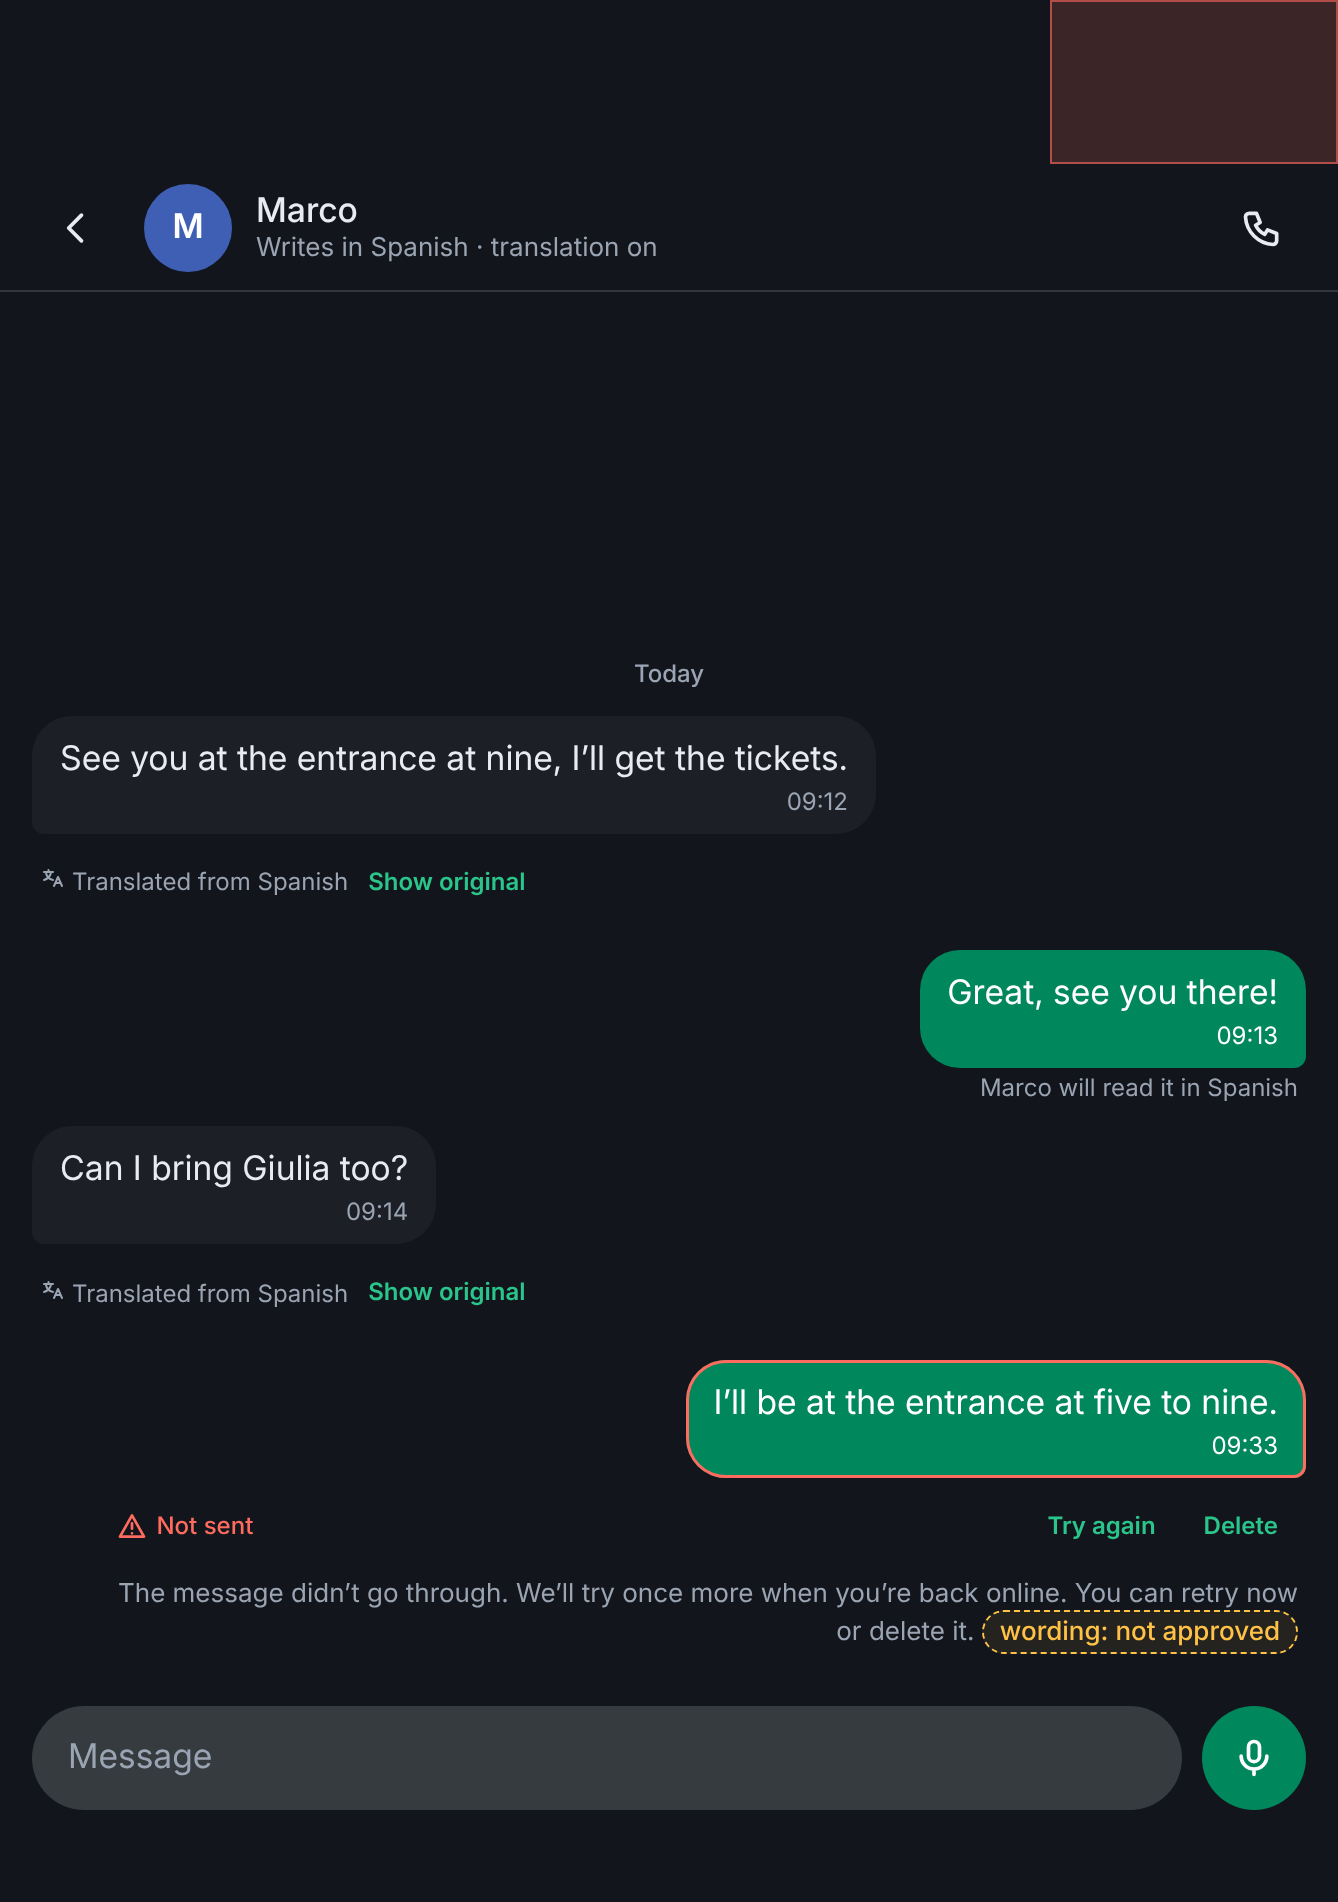 M
Marco
Writes in Spanish · translation on
Today
See you at the entrance at nine, I’ll get the tickets.
09:12
Translated from Spanish Show original
Great, see you there!
09:13
Marco will read it in Spanish
Can I bring Giulia too?
09:14
Translated from Spanish Show original
I’ll be at the entrance at five to nine.
09:33
Not sent Try again Delete
The message didn’t go through. We’ll try once more when you’re back online. You can retry now
or delete it. wording: not approved
Message